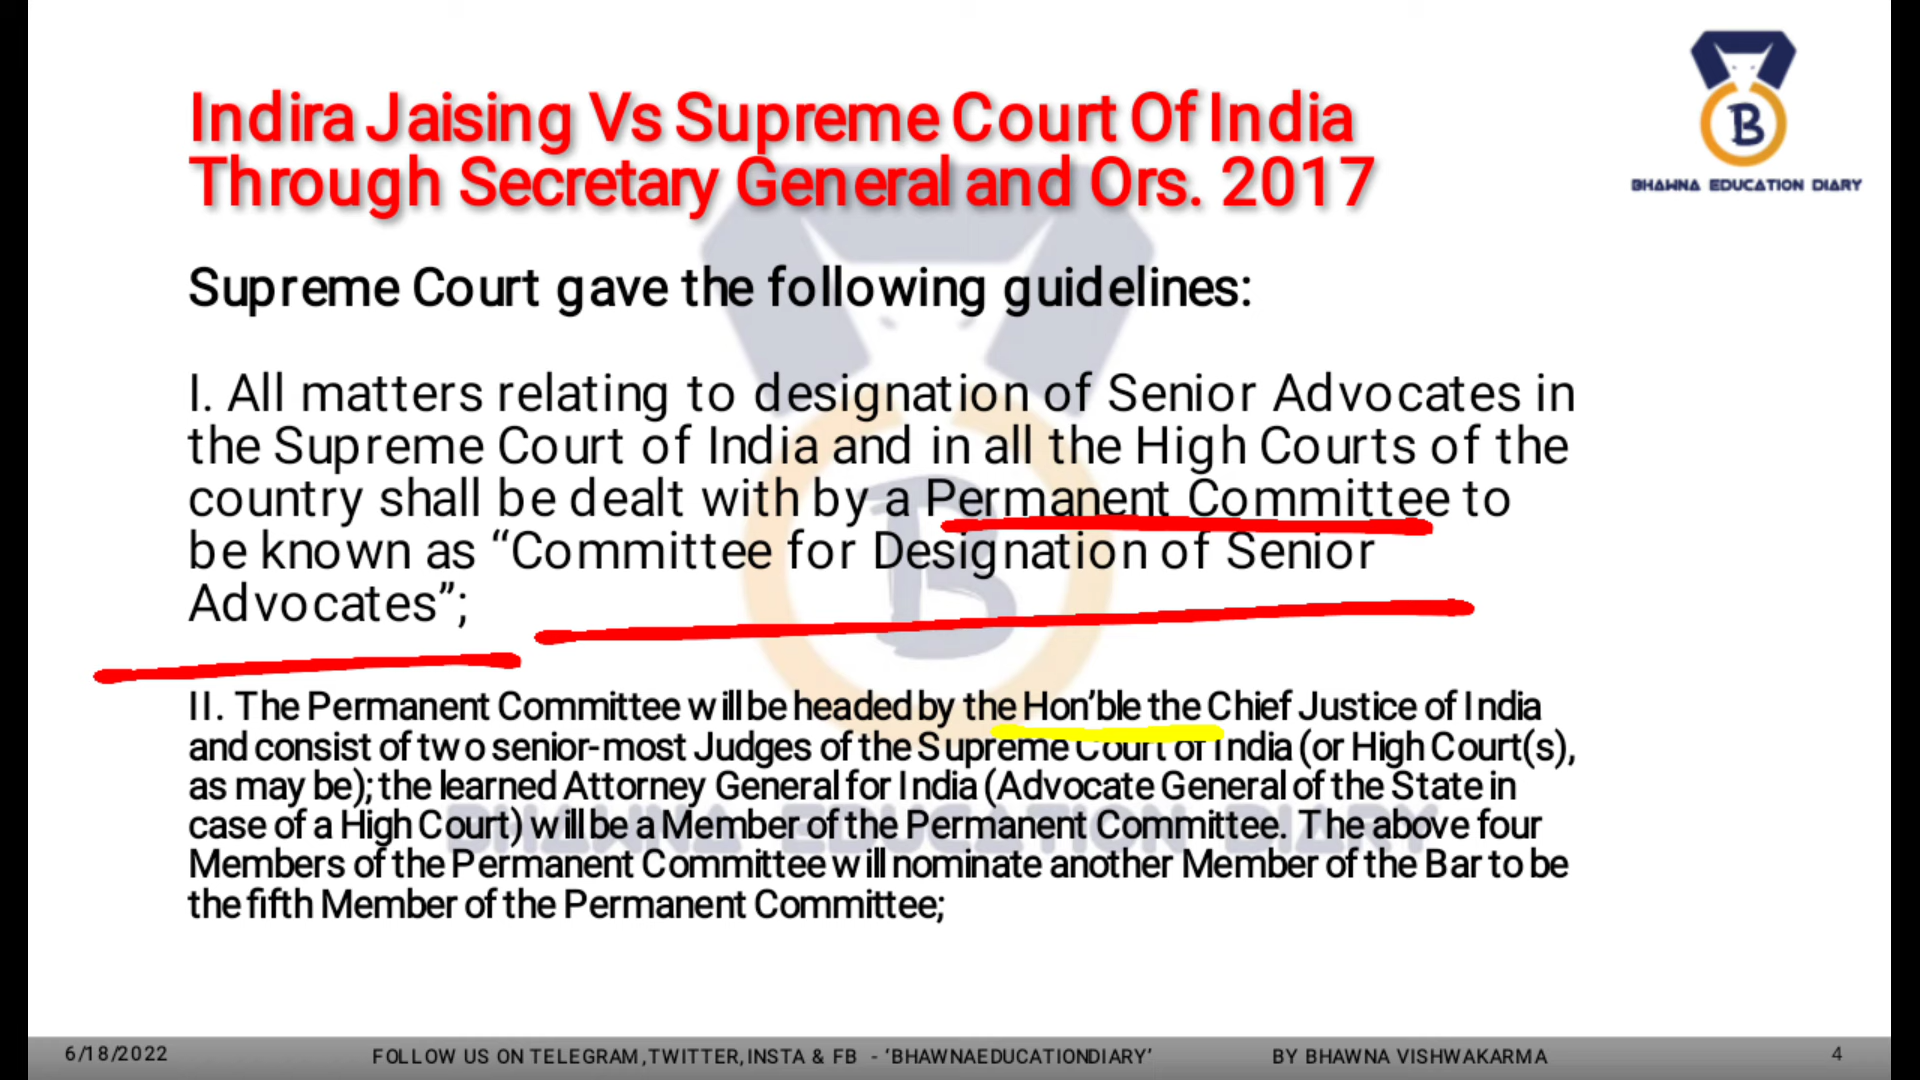 Indira Jaising Vs Supreme Court Of India
Through Secretary General and Ors. 2017
BHAWNA EDUCATION DIARY
Supreme Court gave the following guidelines:
I. All matters relating to designation of Senior Advocates in
the Supreme Court of India and in all the High Courts of the
country shall be dealt with by a Permanent Committee to
be known as “Committee for Designation of Senior
Advocates”;
II. The Permanent Committee will be headed by the Hon’ble the Chief Justice of India
and consist of two senior-most Judges of the Supreme Court of India (or High Court(s),
as may be); the learned Attorney General for India (Advocate General of the State in
case of a High Court) will be a Member of the Permanent Committee. The above four
Members of the Permanent Committee will nominate another Member of the Bar to be
the fifth Member of the Permanent Committee;
BHAWNA EDUCATION DIARY
6/18/2022
FOLLOW US ON TELEGRAM,TWITTER,INSTA & FB - ‘BHAWNAEDUCATIONDIARY’
BY BHAWNA VISHWAKARMA
4